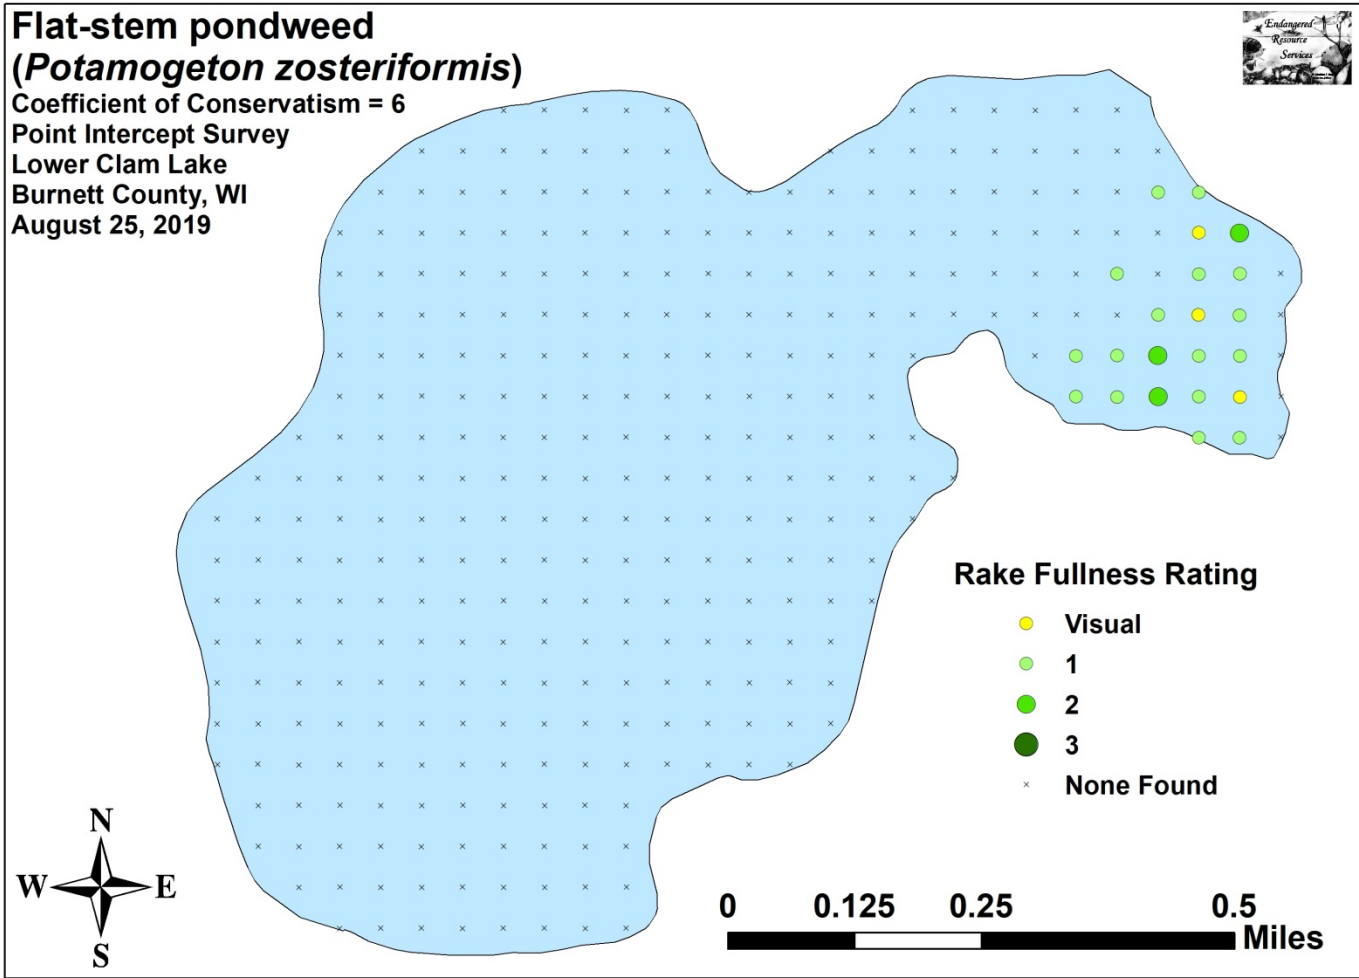 Flat-stem pondweed
(Potamogeton zosteriformis)
Coefficient of Conservatism = 6
Point Intercept Survey
Lower Clam Lake
Burnett County, WI
August 25, 2019
Endangered
Resource
Services
Rake Fullness Rating
Visual
1
2
3
None Found
N
W
E
S
0
0.125
0.25
0.5
Miles